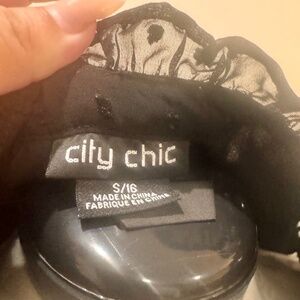 city chic
S/16
MADE IN CHINA
FABRIQUE EN CHINE